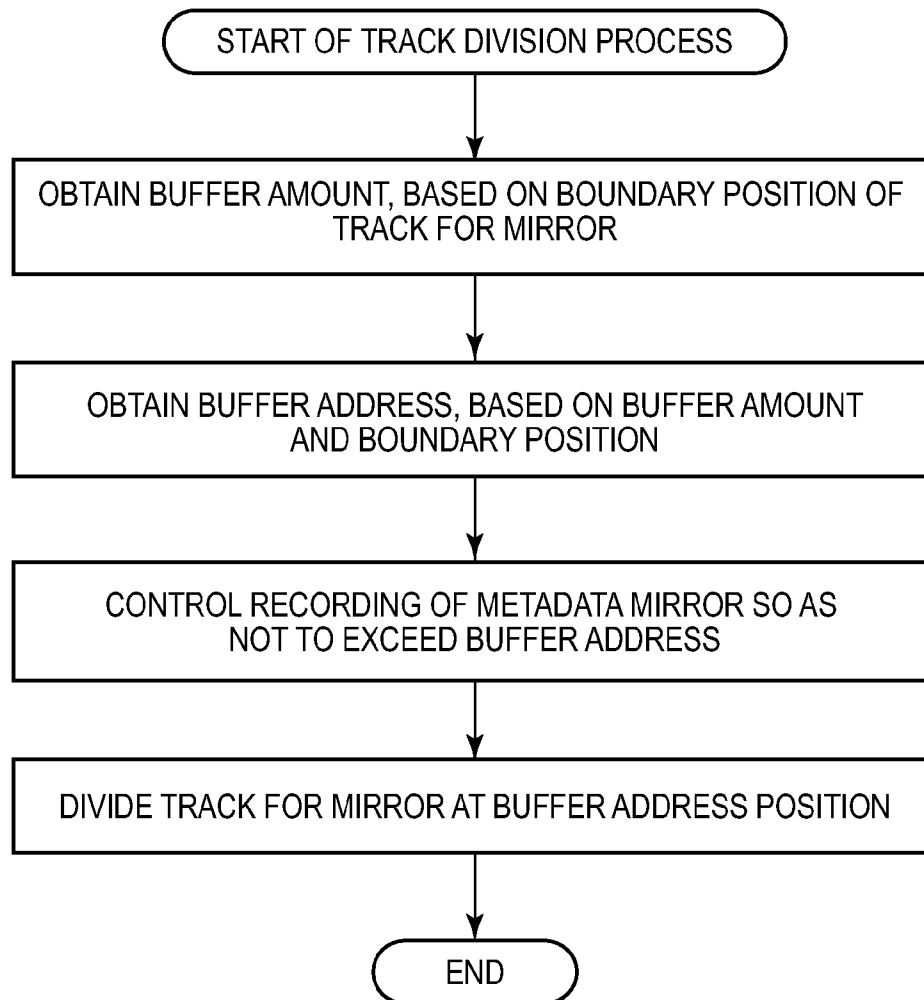 START OF TRACK DIVISION PROCESS
OBTAIN BUFFER AMOUNT, BASED ON BOUNDARY POSITION OF
TRACK FOR MIRROR
OBTAIN BUFFER ADDRESS, BASED ON BUFFER AMOUNT
AND BOUNDARY POSITION
CONTROL RECORDING OF METADATA MIRROR SO AS
NOT TO EXCEED BUFFER ADDRESS
DIVIDE TRACK FOR MIRROR AT BUFFER ADDRESS POSITION
END